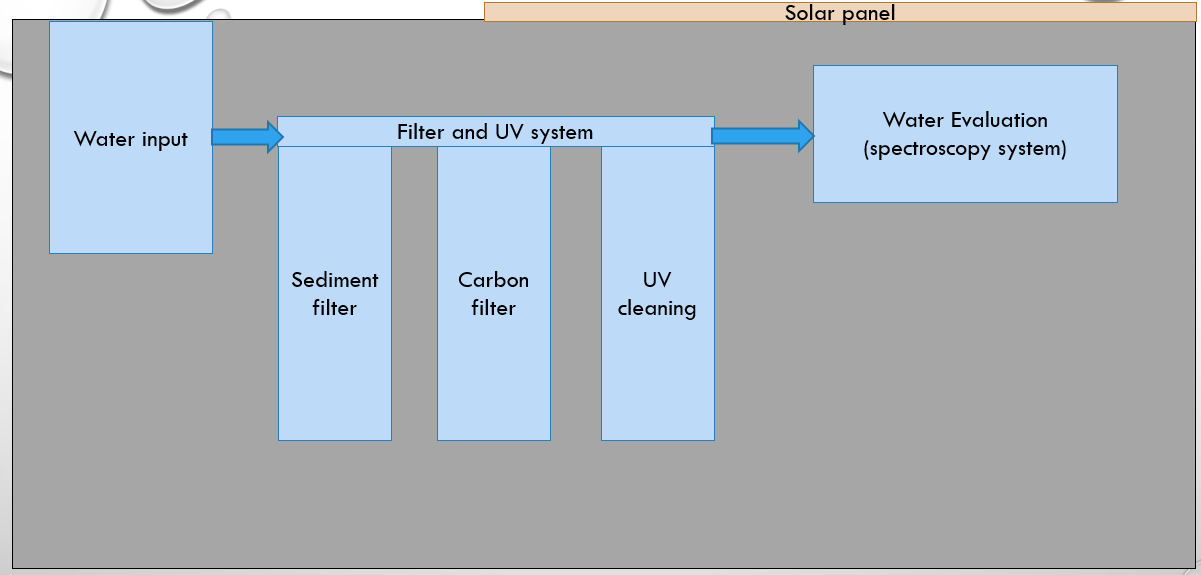 Solar panel
Water input
Filter and UV system
Water Evaluation
(spectroscopy system)
Sediment
filter
Carbon
filter
UV
cleaning